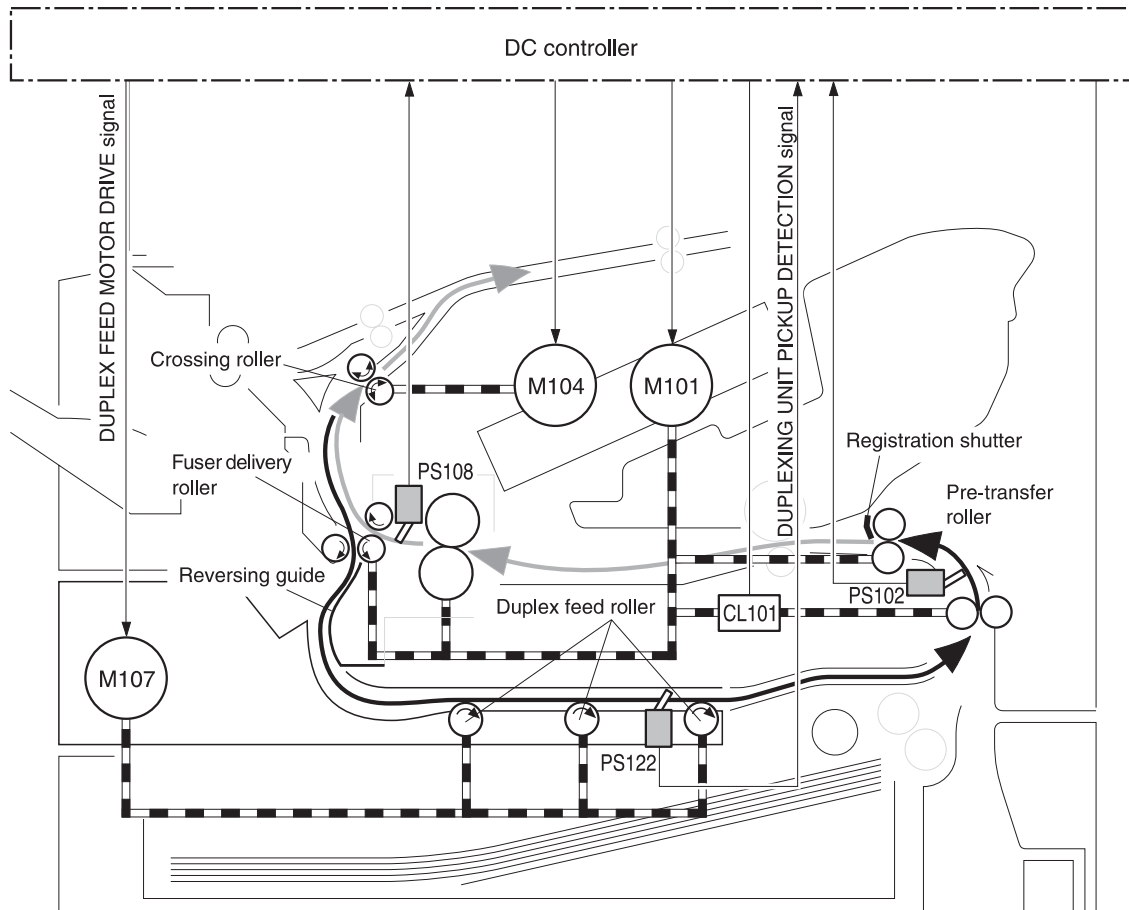 DC controller
DUPLEX FEED MOTOR DRIVE signal
DUPLEXING UNIT PICKUP DETECTION signal
Crossing roller
M104
M101
Registration shutter
Fuser delivery
roller
PS108
Pre-transfer
roller
Reversing guide
Duplex feed roller
CL101
PS102
M107
PS122